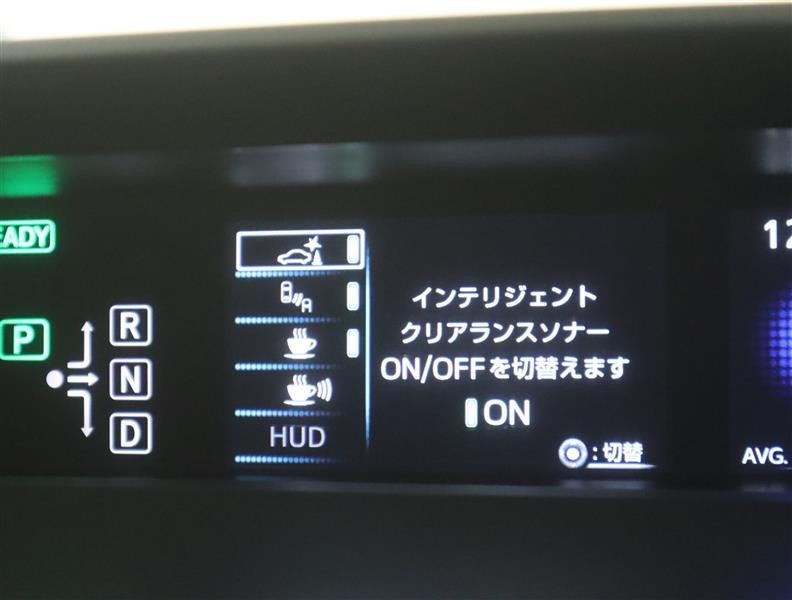 EADY
P
R
N
D
A
HUD
インテリジェント
クリアランスソナー
ON/OFFを切替えます
ON
:切替
12
AVG.